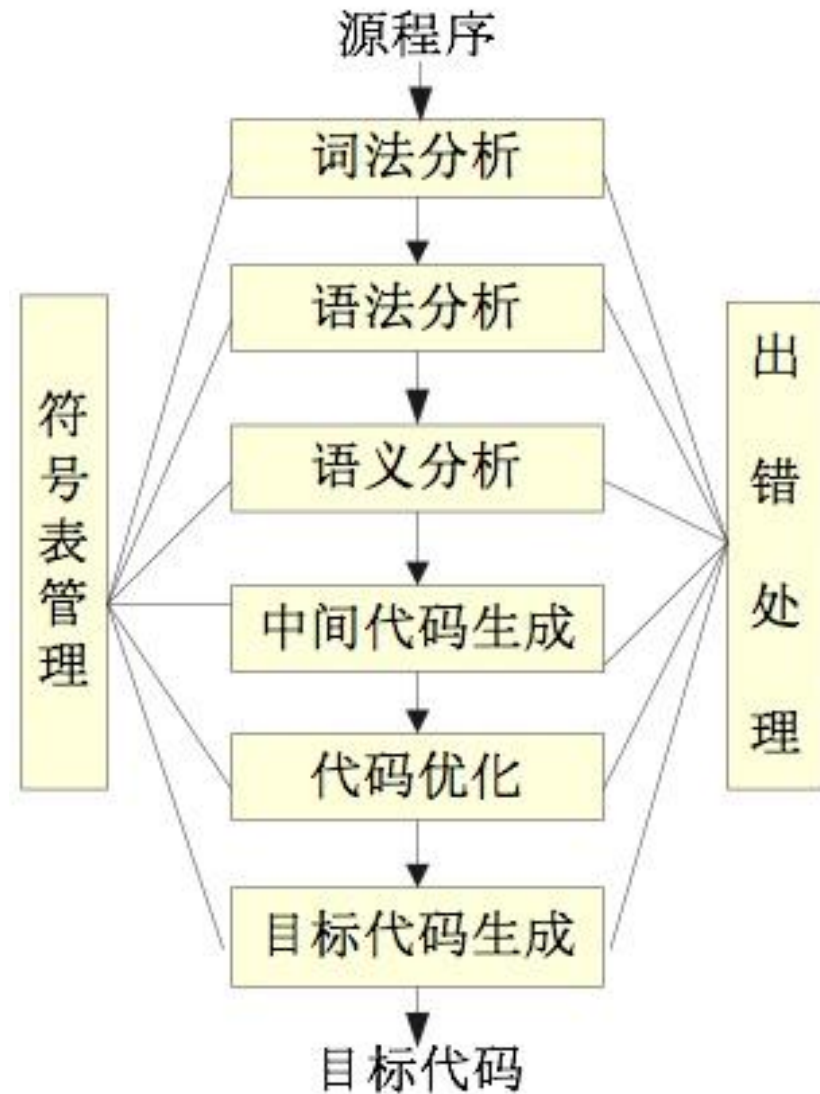 源程序
词法分析
语法分析
语义分析
中间代码生成
代码优化
目标代码生成
目标代码
符号表管理
出错处理